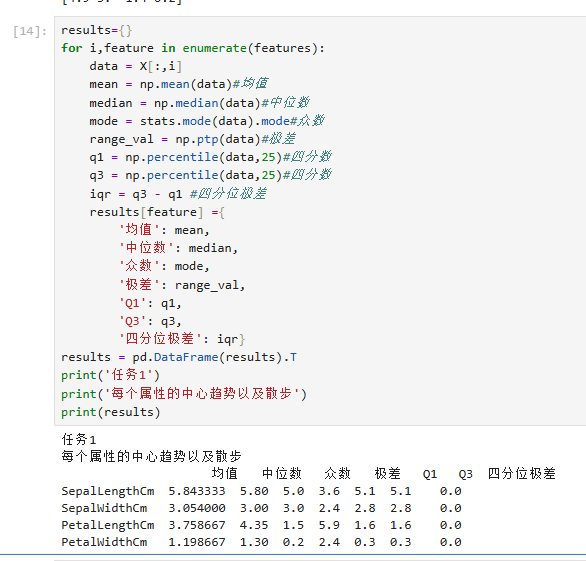 [14]:
results={}
for i,feature in enumerate(features):
    data = X[:,i]
    mean = np.mean(data)#均值
    median = np.median(data)#中位数
    mode = stats.mode(data).mode#众数
    range_val = np.ptp(data)#极差
    q1 = np.percentile(data,25)#四分数
    q3 = np.percentile(data,25)#四分数
    iqr = q3 - q1 #四分位极差
    results[feature] ={
        '均值': mean,
        '中位数': median,
        '众数': mode,
        '极差': range_val,
        'Q1': q1,
        'Q3': q3,
        '四分位极差': iqr}
results = pd.DataFrame(results).T
print('任务1')
print('每个属性的中心趋势以及散步')
print(results)
任务1
每个属性的中心趋势以及散步
均值 中位数 众数 极差 Q1 Q3 四分位极差
SepalLengthCm 5.843333 5.80 5.0 3.6 5.1 5.1 0.0
SepalWidthCm 3.054000 3.00 3.0 2.4 2.8 2.8 0.0
PetalLengthCm 3.758667 4.35 1.5 5.9 1.6 1.6 0.0
PetalWidthCm 1.198667 1.30 0.2 2.4 0.3 0.3 0.0